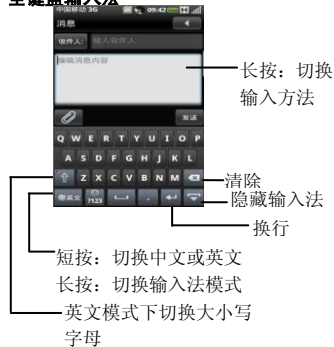 全键盘输入法
中国移动 3G 09:42
消息
收件人: 输入收件人
编辑消息内容
发送
Q W E R T Y U I O P
A S D F G H J K L
Z X C V B N M
英文 ?123 .
长按：切换
输入方法
清除
隐藏输入法
换行
短按：切换中文或英文
长按：切换输入法模式
英文模式下切换大小写
字母